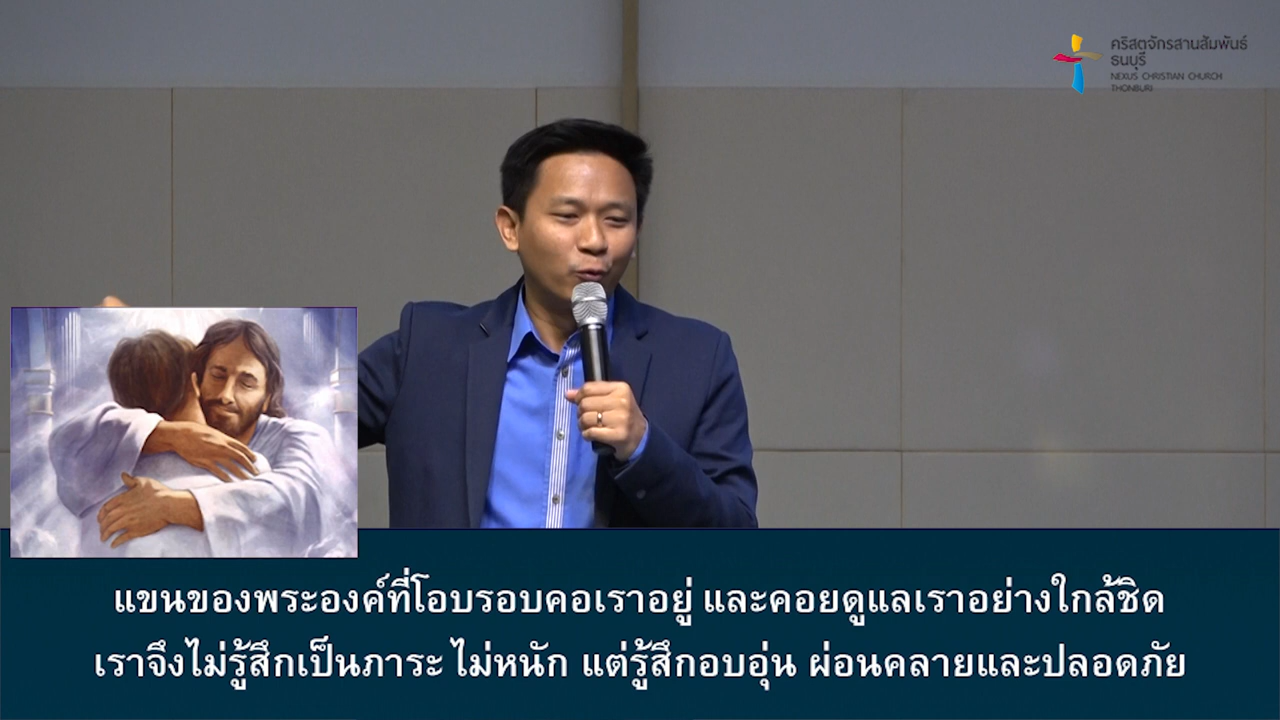 คริสตจักรสานสัมพันธ์
ธนบุรี
NEXUS CHRISTIAN CHURCH
THONBURI
แขนของพระองค์ที่โอบรอบคอเราอยู่ และคอยดูแลเราอย่างใกล้ชิด
เราจึงไม่รู้สึกเป็นภาระ ไม่หนัก แต่รู้สึกอบอุ่น ผ่อนคลายและปลอดภัย